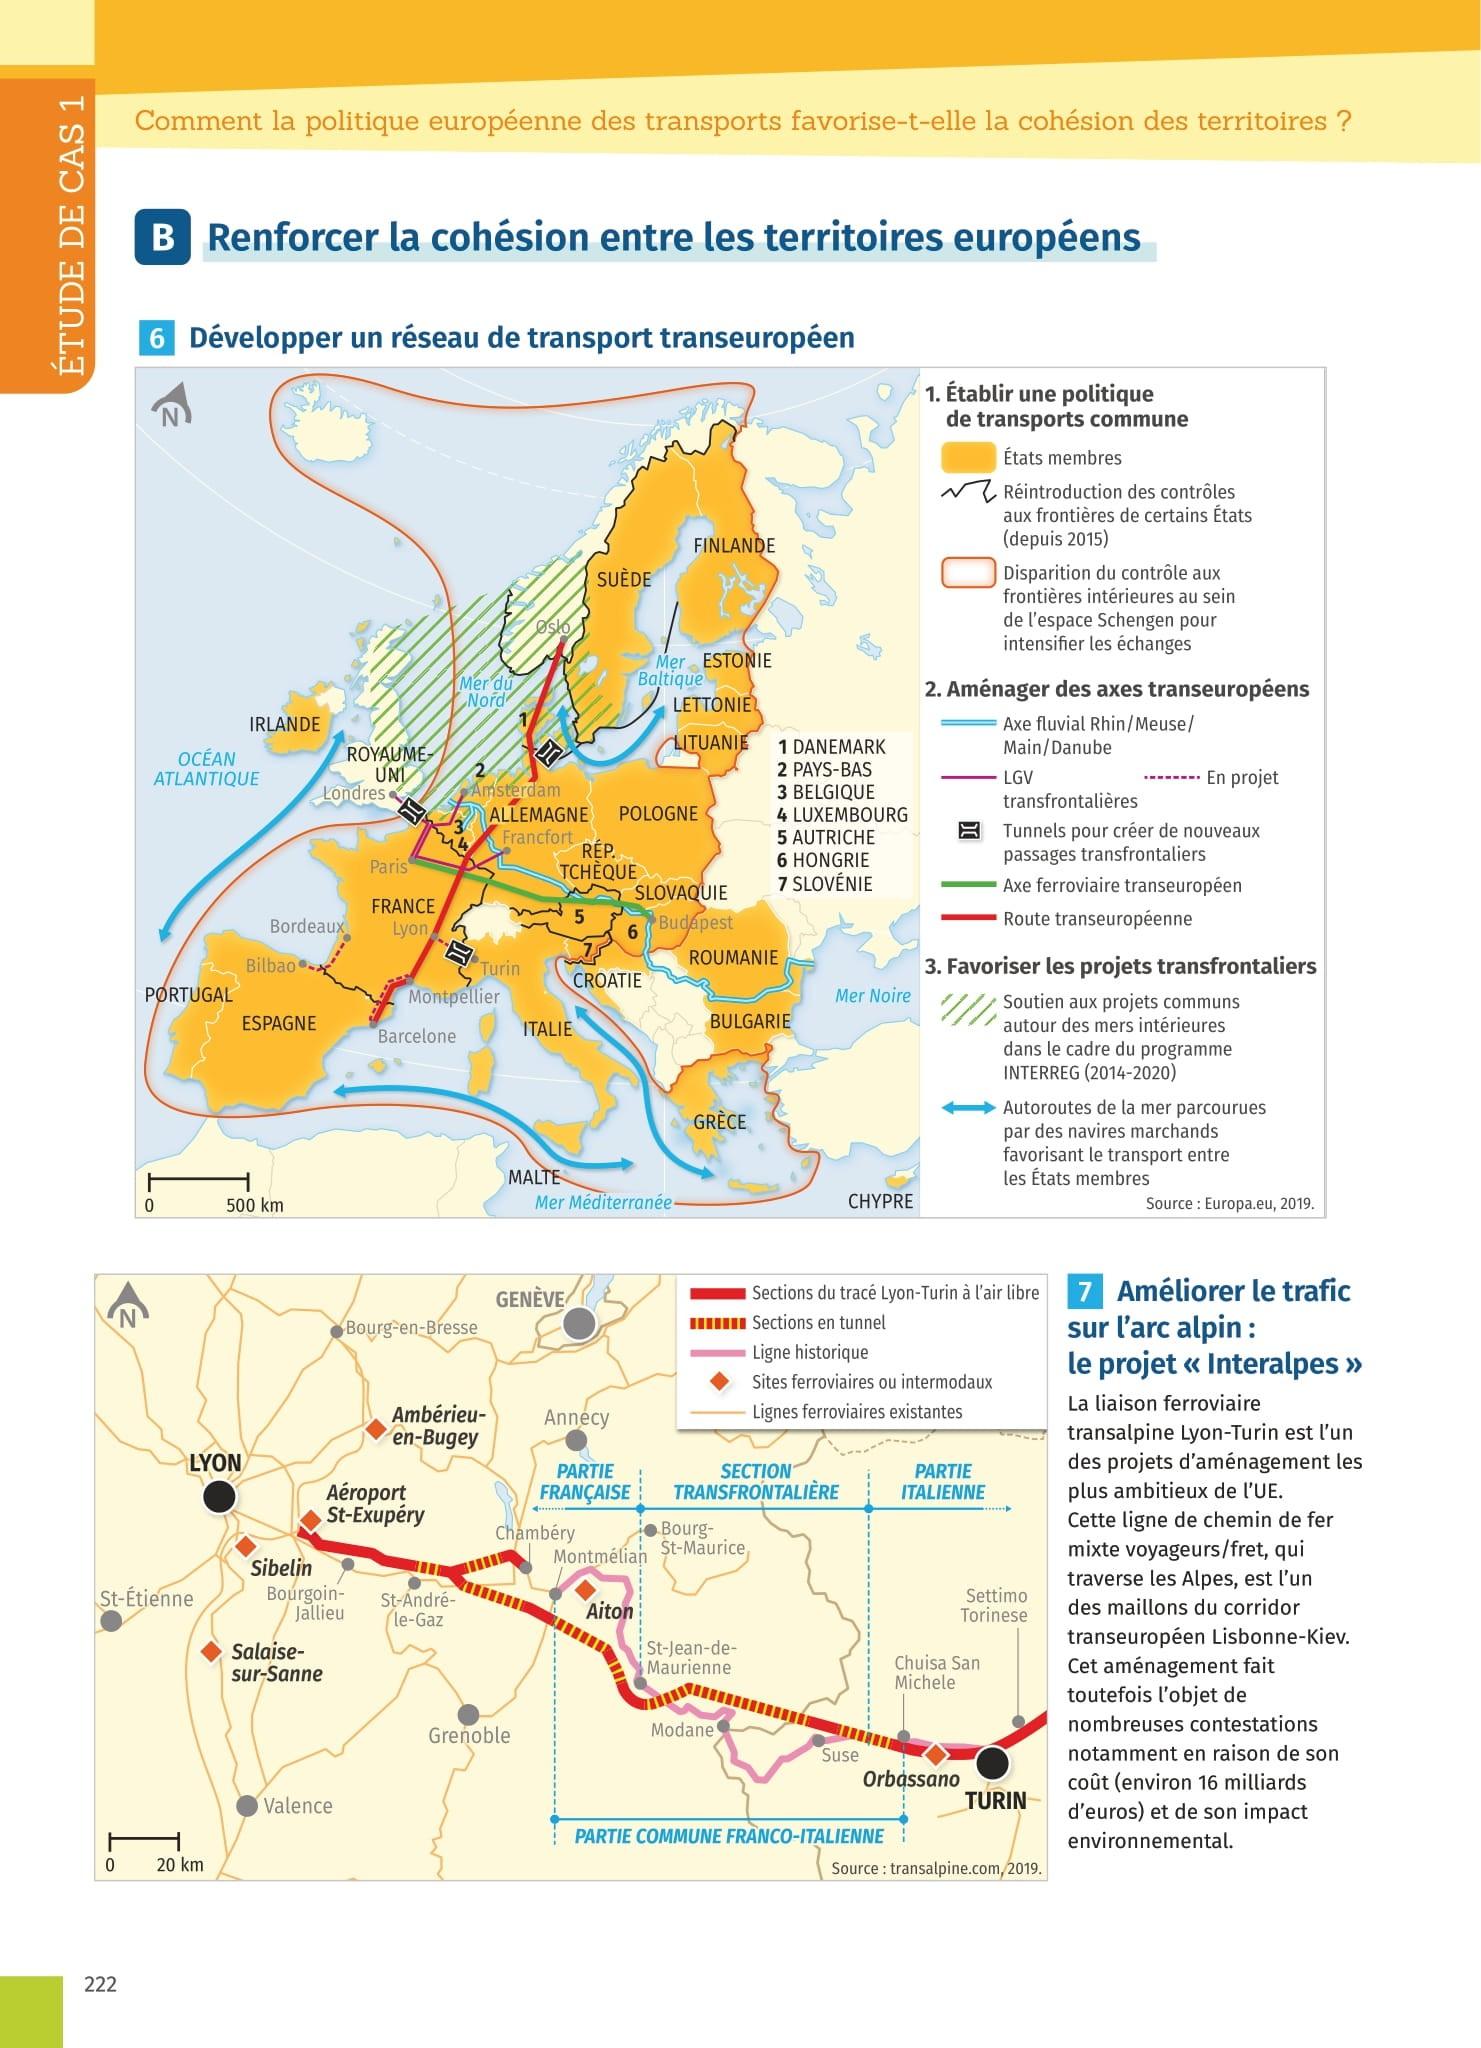 ÉTUDE DE CAS 1
Comment la politique européenne des transports favorise-t-elle la cohésion des territoires ?
B Renforcer la cohésion entre les territoires européens
6 Développer un réseau de transport transeuropéen
N
FINLANDE
SUÈDE
Oslo
Mer
Baltique
ESTONIE
Mer du
Nord
LETTONIE
IRLANDE
1
LITUANIE
OCÉAN
ATLANTIQUE
ROYAUME-
UNI
2
Londres
Amsterdam
ALLEMAGNE
POLOGNE
3
4
Francfort
Paris
RÉP.
TCHÈQUE
SLOVAQUIE
FRANCE
5
Bordeaux
Lyon
6
Budapest
Bilbao
Turin
7
ROUMANIE
CROATIE
PORTUGAL
Montpellier
Mer Noire
ESPAGNE
Barcelone
ITALIE
BULGARIE
GRÈCE
MALTE
Mer Méditerranée
CHYPRE
0 500 km
1 DANEMARK
2 PAYS-BAS
3 BELGIQUE
4 LUXEMBOURG
5 AUTRICHE
6 HONGRIE
7 SLOVÉNIE
1. Établir une politique
de transports commune
États membres
Réintroduction des contrôles
aux frontières de certains États
(depuis 2015)
Disparition du contrôle aux
frontières intérieures au sein
de l'espace Schengen pour
intensifier les échanges
2. Aménager des axes transeuropéens
Axe fluvial Rhin/Meuse/
Main/Danube
LGV
transfrontalières
En projet
Tunnels pour créer de nouveaux
passages transfrontaliers
Axe ferroviaire transeuropéen
Route transeuropéenne
3. Favoriser les projets transfrontaliers
Soutien aux projets communs
autour des mers intérieures
dans le cadre du programme
INTERREG (2014-2020)
Autoroutes de la mer parcourues
par des navires marchands
favorisant le transport entre
les États membres
Source : Europa.eu, 2019.
N
GENÈVE
Bourg-en-Bresse
Sections du tracé Lyon-Turin à l'air libre
Sections en tunnel
Ligne historique
Sites ferroviaires ou intermodaux
Lignes ferroviaires existantes
Ambérieu-
en-Bugey
Annecy
LYON
PARTIE
FRANÇAISE
SECTION
TRANSFRONTALIÈRE
PARTIE
ITALIENNE
Aéroport
St-Exupéry
Chambéry
Bourg-
St-Maurice
Montmélian
Sibelin
Bourgoin-
Jallieu
St-André-
le-Gaz
St-Étienne
Aiton
Settimo
Torinese
Salaise-
sur-Sanne
St-Jean-de-
Maurienne
Chuisa San
Michele
Grenoble
Modane
Suse
Orbassano
TURIN
Valence
PARTIE COMMUNE FRANCO-ITALIENNE
0 20 km
Source : transalpine.com, 2019.
7 Améliorer le trafic
sur l'arc alpin :
le projet « Interalpes »
La liaison ferroviaire
transalpine Lyon-Turin est l'un
des projets d'aménagement les
plus ambitieux de l'UE.
Cette ligne de chemin de fer
mixte voyageurs/fret, qui
traverse les Alpes, est l'un
des maillons du corridor
transeuropéen Lisbonne-Kiev.
Cet aménagement fait
toutefois l'objet de
nombreuses contestations
notamment en raison de son
coût (environ 16 milliards
d'euros) et de son impact
environnemental.
222